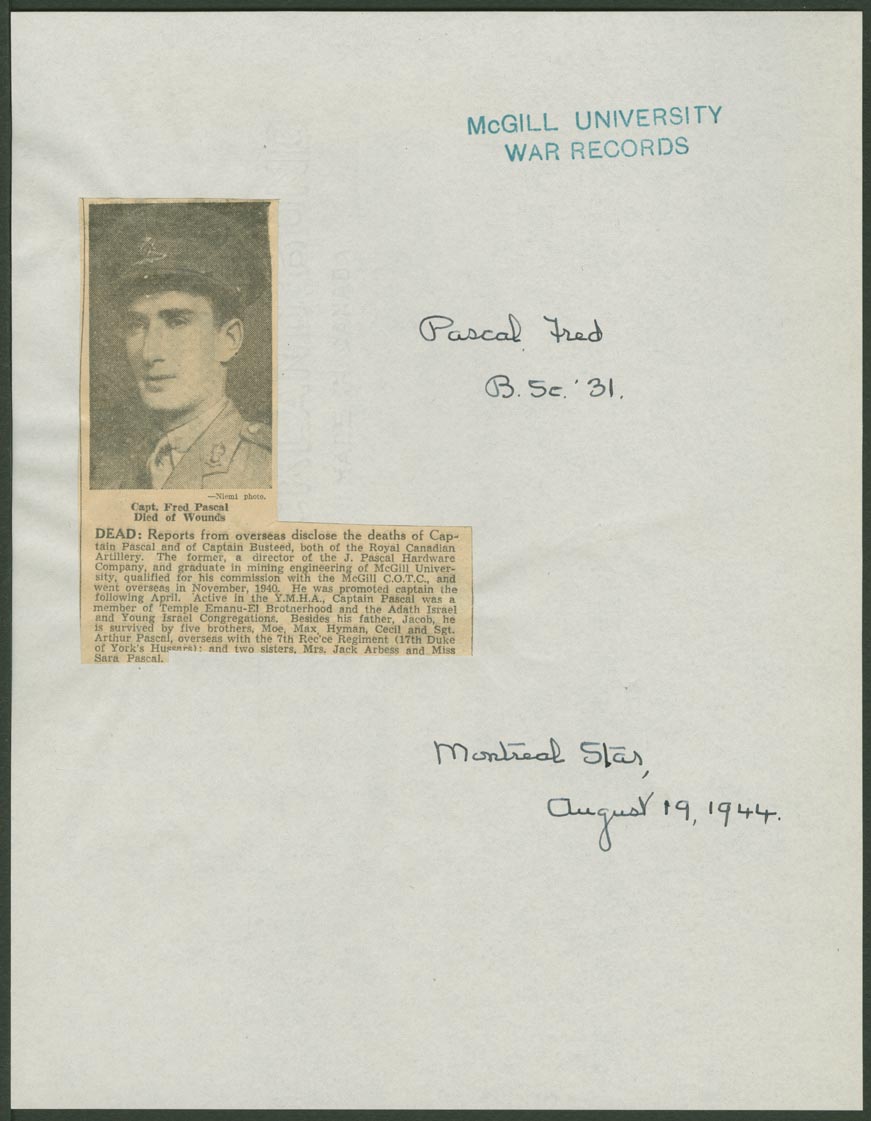 McGILL UNIVERSITY
WAR RECORDS
Pascal, Fred
B.Sc. '31.
—Niemi photo.
Capt. Fred Pascal
Died of Wounds
DEAD: Reports from overseas disclose the deaths of Cap-
tain Pascal and of Captain Busteed, both of the Royal Canadian
Artillery. The former, a director of the J. Pascal Hardware
Company, and graduate in mining engineering of McGill Univer-
sity, qualified for his commission with the McGill C.O.T.C., and
went overseas in November, 1940. He was promoted captain the
following April. Active in the Y.M.H.A., Captain Pascal was a
member of Temple Emanu-El Brotherhood and the Adath Israel
and Young Israel Congregations. Besides his father, Jacob, he
is survived by five brothers, Moe, Max, Hyman, Cecil and Sgt.
Arthur Pascal, overseas with the 7th Rec'ce Regiment (17th Duke
of York's Hussars); and two sisters, Mrs. Jack Arbess and Miss
Sara Pascal.
Montreal Star,
August 19, 1944.